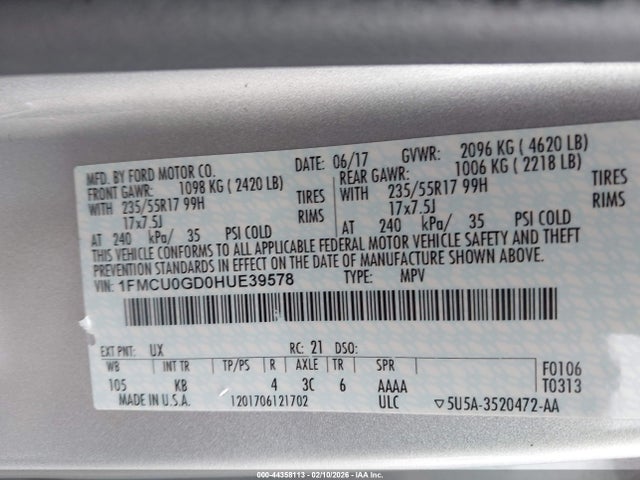 MFD. BY FORD MOTOR CO.
DATE: 06/17 GVWR: 2096 KG ( 4620 LB)
FRONT GAWR: 1098 KG ( 2420 LB) REAR GAWR: 1006 KG ( 2218 LB)
WITH 235/55R17 99H TIRES 235/55R17 99H TIRES
WITH
17x7.5J RIMS 17x7.5J RIMS
AT 240 kPa/ 35 PSI COLD AT 240 kPa/ 35 PSI COLD
THIS VEHICLE CONFORMS TO ALL APPLICABLE FEDERAL MOTOR VEHICLE SAFETY AND THEFT
PREVENTION STANDARDS IN EFFECT ON THE DATE OF MANUFACTURE SHOWN ABOVE.
VIN: 1FMCU0GD0HUE39578 TYPE: MPV
EXT PNT: UX RC: 21 DSO:
WB INT TR TP/PS R AXLE TR SPR F0106
105 KB 4 3C 6 AAAA T0313
MADE IN U.S.A. 1201706121702 ULC ▽5U5A-3520472-AA
000-44358113 - 02/10/2026 - IAA Inc.